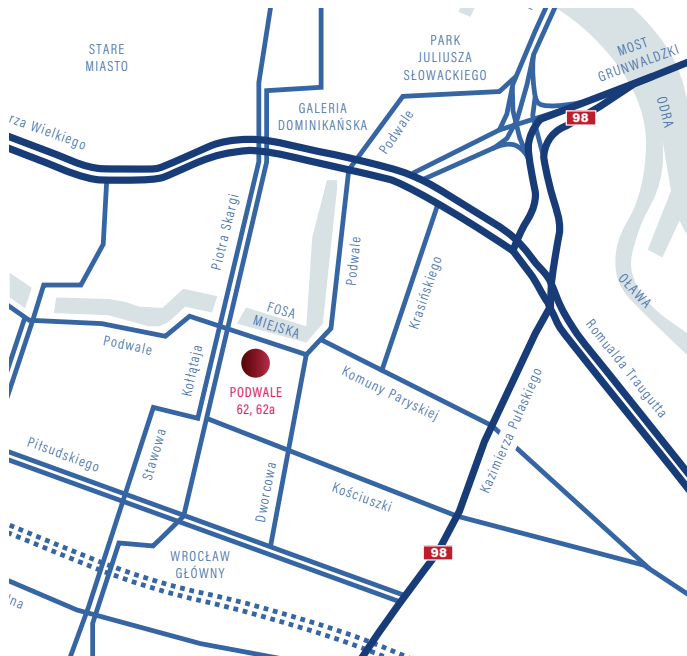 STARE
MIASTO
PARK
JULIUSZA
SŁOWACKIEGO
MOST
GRUNWALDZKI
98
ODRA
GALERIA
DOMINIKAŃSKA
rza Wielkiego
Podwale
Piotra Skargi
Podwale
Krasińskiego
OŁAWA
FOSA
MIEJSKA
Podwale
Kołłątaja
PODWALE
62, 62a
Komuny Paryskiej
Romualda Traugutta
Kazimierza Pułaskiego
Piłsudskiego
Stawowa
Dworcowa
Kościuszki
WROCŁAW
GŁÓWNY
98
na